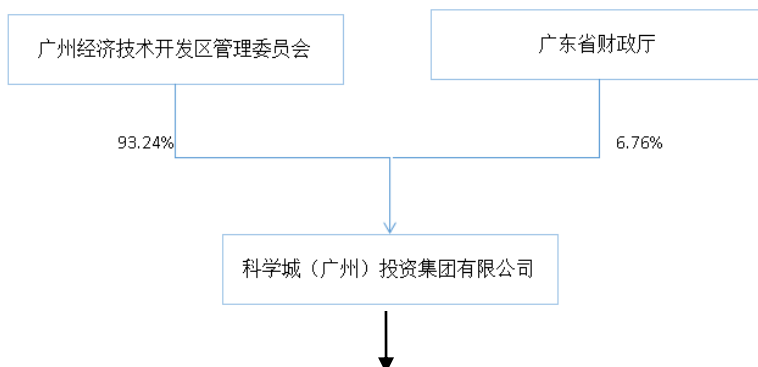 广州经济技术开发区管理委员会
广东省财政厅
93.24%
6.76%
科学城（广州）投资集团有限公司